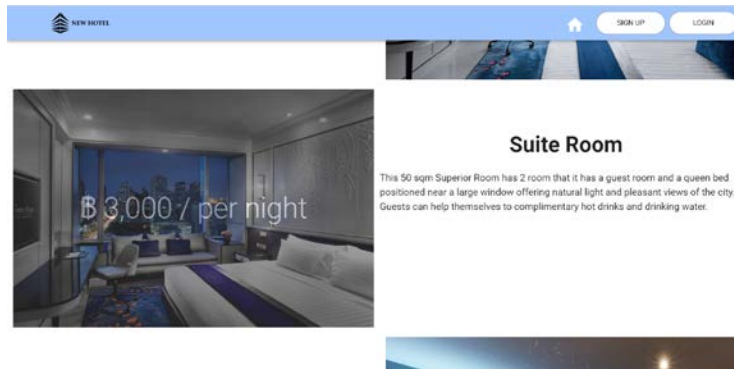 NEW HOTEL
SIGN UP
LOGIN
฿ 3,000 / per night
Suite Room
This 50 sqm Superior Room has 2 room that it has a guest room and a queen bed
positioned near a large window offering natural light and pleasant views of the city.
Guests can help themselves to complimentary hot drinks and drinking water.